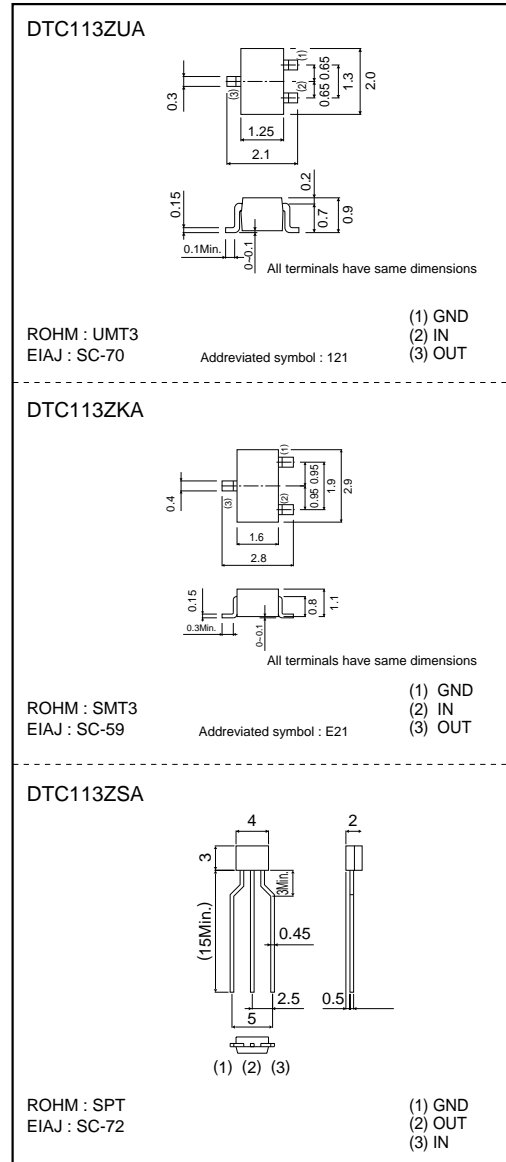 DTC113ZUA
(1)
(2)
(3)
0.3
0.65
0.65
1.3
2.0
1.25
2.1
0.2
0.15
0.7
0.9
0.1Min.
0~0.1
All terminals have same dimensions
ROHM : UMT3
EIAJ : SC-70
Addreviated symbol : 121
(1) GND
(2) IN
(3) OUT
DTC113ZKA
(1)
(2)
(3)
0.4
0.95
0.95
1.9
2.9
1.6
2.8
0.15
0.8
1.1
0.3Min.
0~0.1
All terminals have same dimensions
ROHM : SMT3
EIAJ : SC-59
Addreviated symbol : E21
(1) GND
(2) IN
(3) OUT
DTC113ZSA
4
2
3
3Min.
(15Min.)
0.45
2.5
0.5
5
(1) (2) (3)
ROHM : SPT
EIAJ : SC-72
(1) GND
(2) OUT
(3) IN